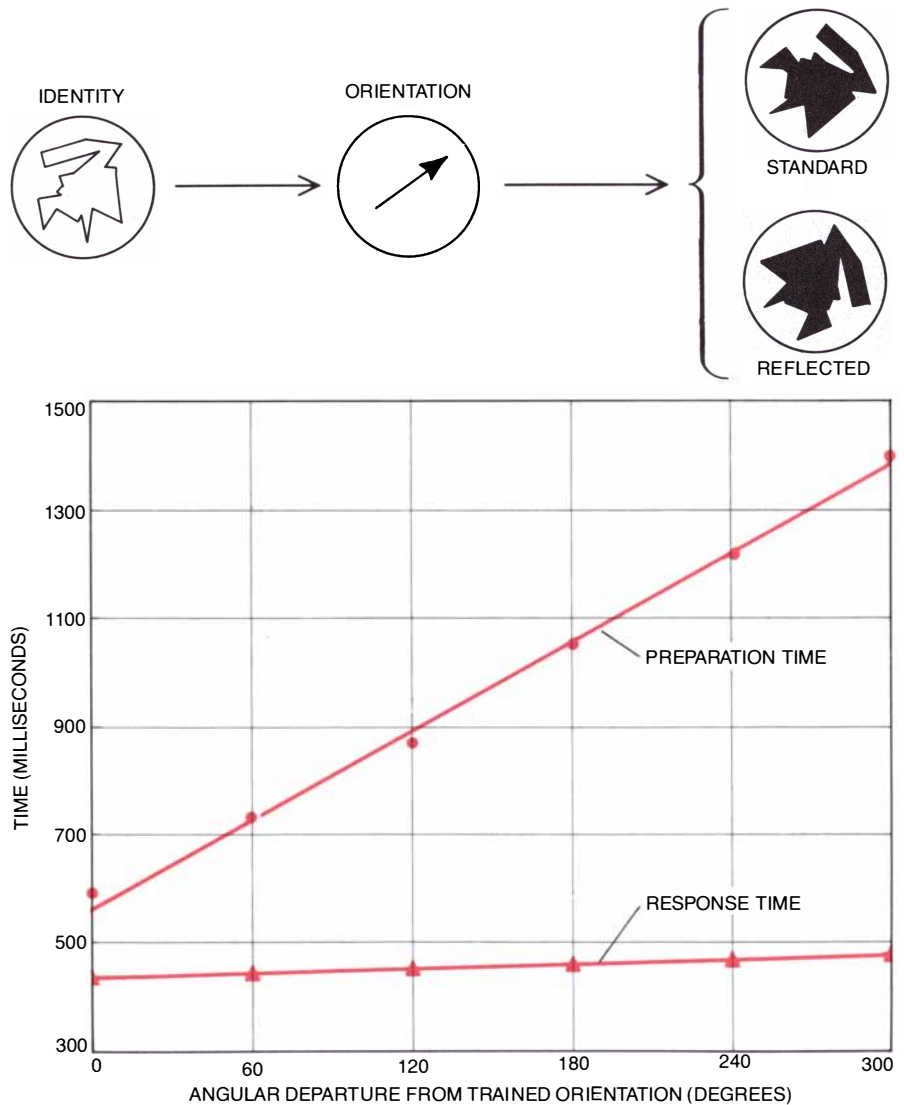 IDENTITY
ORIENTATION
STANDARD
REFLECTED
1500
1300
1100
900
700
500
300
TIME (MILLISECONDS)
PREPARATION TIME
RESPONSE TIME
0 60 120 180 240 300
ANGULAR DEPARTURE FROM TRAINED ORIENTATION (DEGREES)